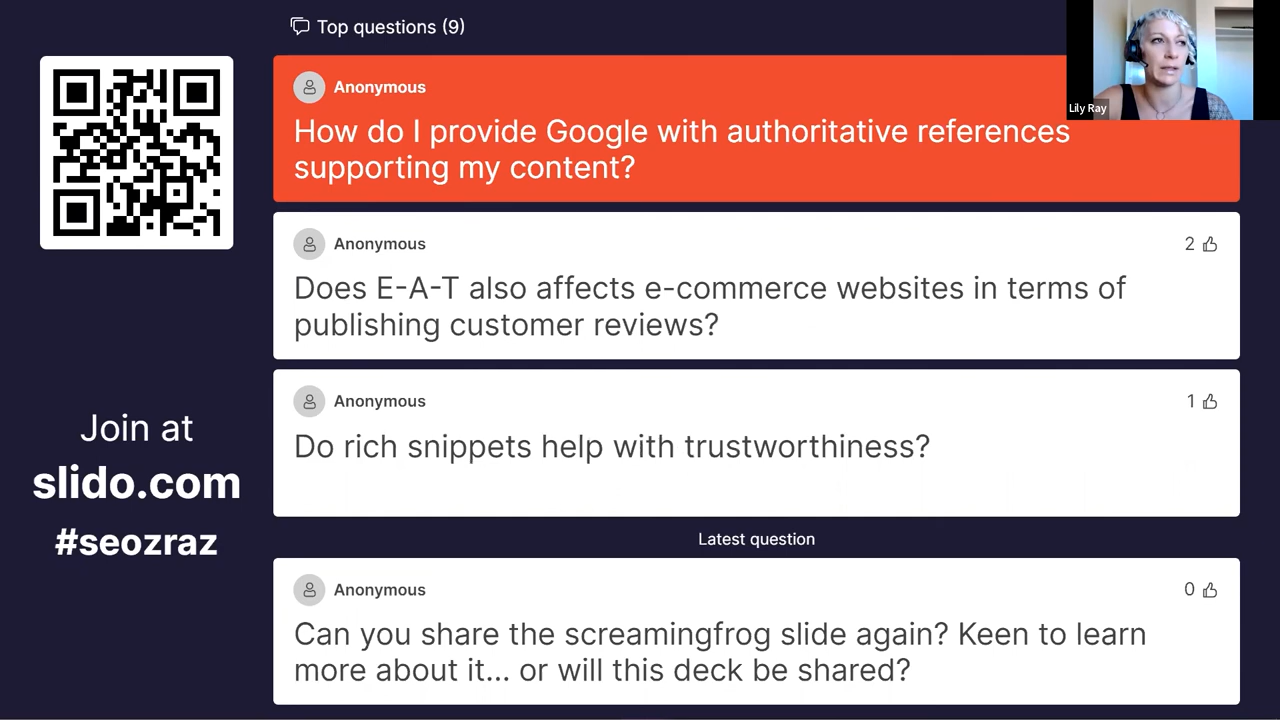 Top questions (9)
Anonymous
How do I provide Google with authoritative references
supporting my content?
Lily Ray
Anonymous
2
Does E-A-T also affects e-commerce websites in terms of
publishing customer reviews?
Anonymous
1
Do rich snippets help with trustworthiness?
Join at
slido.com
#seozraz
Latest question
Anonymous
0
Can you share the screamingfrog slide again? Keen to learn
more about it... or will this deck be shared?